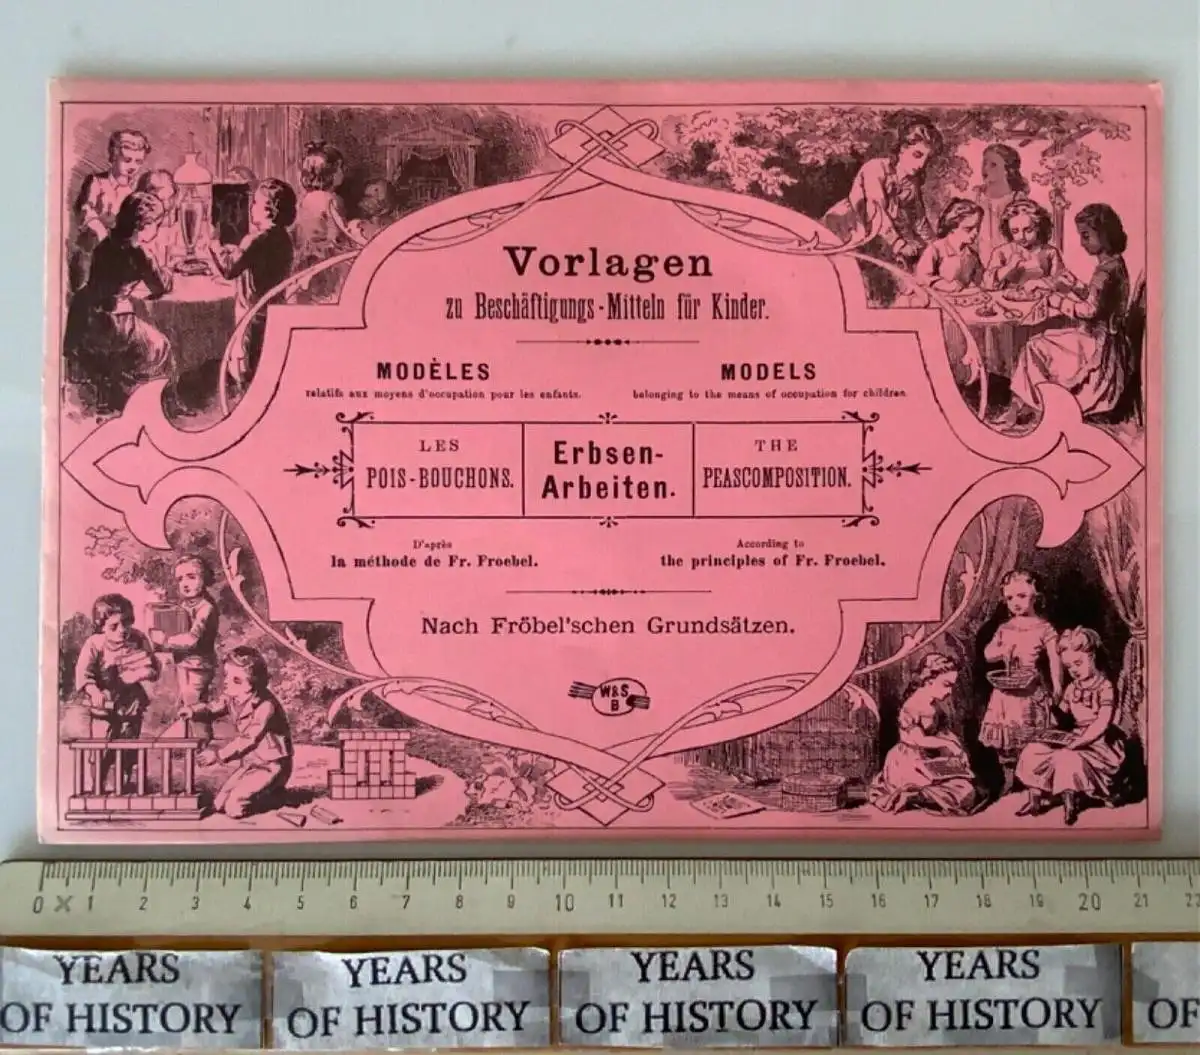 Vorlagen
zu Beschäftigungs-Mitteln für Kinder.
MODÈLES
relatifs aux moyens d'occupation pour les enfants.
MODELS
belonging to the means of occupation for children.
LES
POIS-BOUCHONS.
Erbsen-
Arbeiten.
THE
PEASCOMPOSITION.
D'après
la méthode de Fr. Froebel.
According to
the principles of Fr. Froebel.
Nach Fröbel'schen Grundsätzen.
W&S
B
0 1 2 3 4 5 6 7 8 9 10 11 12 13 14 15 16 17 18 19 20 21 22
YEARS
OF HISTORY
YEARS
OF HISTORY
YEARS
OF HISTORY
YEARS
OF HISTORY
OF